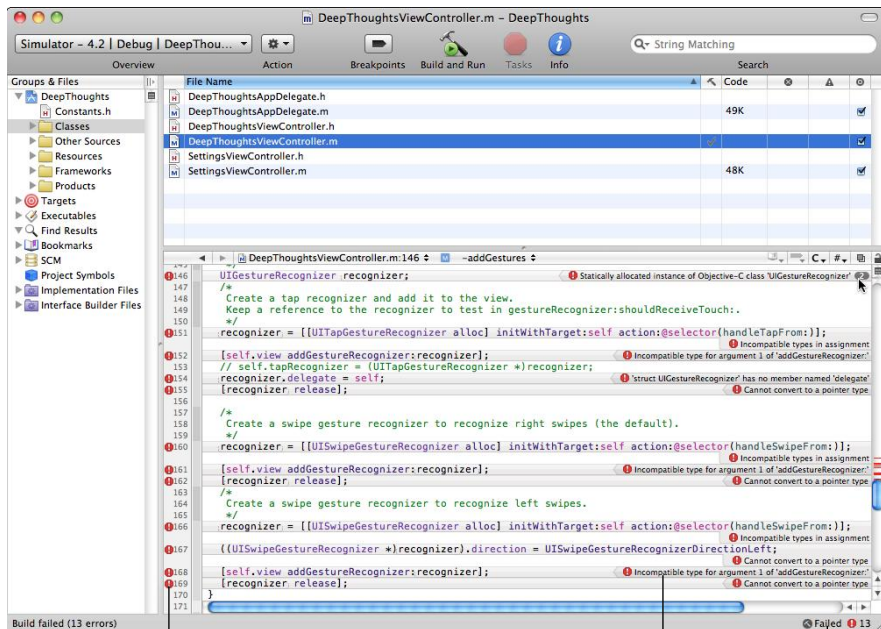 DeepThoughtsViewController.m – DeepThoughts
Simulator – 4.2 | Debug | DeepThou...
String Matching
Overview
Action
Breakpoints
Build and Run
Tasks
Info
Search
Groups & Files
DeepThoughts
Constants.h
Classes
Other Sources
Resources
Frameworks
Products
Targets
Executables
Find Results
Bookmarks
SCM
Project Symbols
Implementation Files
Interface Builder Files
File Name
Code
DeepThoughtsAppDelegate.h
DeepThoughtsAppDelegate.m 49K
DeepThoughtsViewController.h
DeepThoughtsViewController.m
SettingsViewController.h
SettingsViewController.m 48K
DeepThoughtsViewController.m:146 -addGestures C #
145 */
146 UIGestureRecognizer recognizer; Statically allocated instance of Objective-C class 'UIGestureRecognizer' 2
147 /*
148 Create a tap recognizer and add it to the view.
149 Keep a reference to the recognizer to test in gestureRecognizer:shouldReceiveTouch:.
150 */
151 recognizer = [[UITapGestureRecognizer alloc] initWithTarget:self action:@selector(handleTapFrom:)];
Incompatible types in assignment
152 [self.view addGestureRecognizer:recognizer]; Incompatible type for argument 1 of 'addGestureRecognizer:'
153 // self.tapRecognizer = (UITapGestureRecognizer *)recognizer;
154 recognizer.delegate = self; 'struct UIGestureRecognizer' has no member named 'delegate'
155 [recognizer release]; Cannot convert to a pointer type
156
157 /*
158 Create a swipe gesture recognizer to recognize right swipes (the default).
159 */
160 recognizer = [[UISwipeGestureRecognizer alloc] initWithTarget:self action:@selector(handleSwipeFrom:)];
Incompatible types in assignment
161 [self.view addGestureRecognizer:recognizer]; Incompatible type for argument 1 of 'addGestureRecognizer:'
162 [recognizer release]; Cannot convert to a pointer type
163 /*
164 Create a swipe gesture recognizer to recognize left swipes.
165 */
166 recognizer = [[UISwipeGestureRecognizer alloc] initWithTarget:self action:@selector(handleSwipeFrom:)];
Incompatible types in assignment
167 ((UISwipeGestureRecognizer *)recognizer).direction = UISwipeGestureRecognizerDirectionLeft;
Cannot convert to a pointer type
168 [self.view addGestureRecognizer:recognizer]; Incompatible type for argument 1 of 'addGestureRecognizer:'
169 [recognizer release]; Cannot convert to a pointer type
170 }
171
Build failed (13 errors)
Failed 13